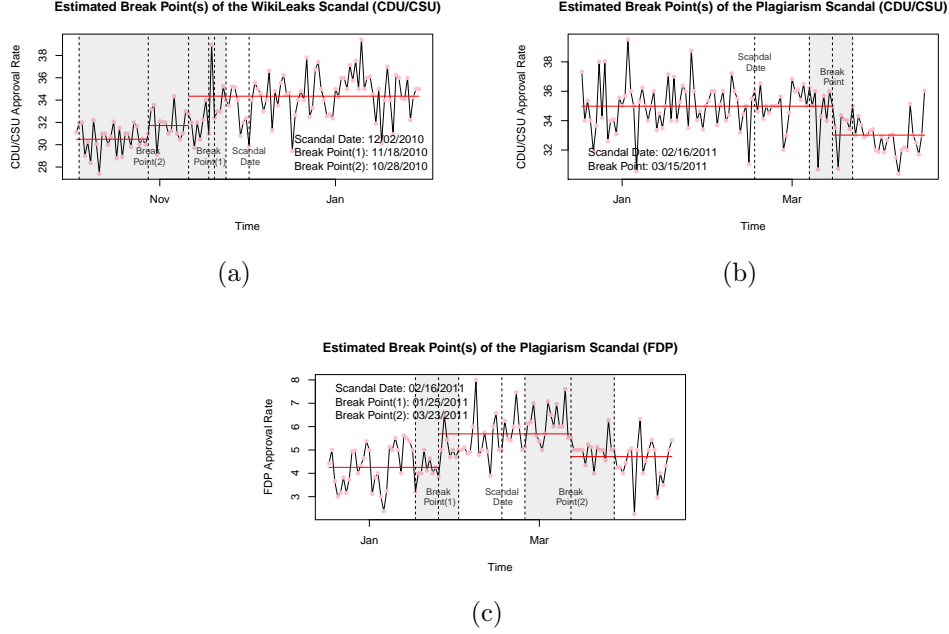 Estimated Break Point(s) of the WikiLeaks Scandal (CDU/CSU)
CDU/CSU Approval Rate
38
36
34
32
30
28
Break
Point(2)
Break
Point(1)
Scandal
Date
Scandal Date: 12/02/2010
Break Point(1): 11/18/2010
Break Point(2): 10/28/2010
Nov
Jan
Time
(a)
Estimated Break Point(s) of the Plagiarism Scandal (CDU/CSU)
CDU/CSU Approval Rate
38
36
34
32
Scandal
Date
Break
Point
Scandal Date: 02/16/2011
Break Point: 03/15/2011
Jan
Mar
Time
(b)
Estimated Break Point(s) of the Plagiarism Scandal (FDP)
FDP Approval Rate
8
7
6
5
4
3
Scandal Date: 02/16/2011
Break Point(1): 01/25/2011
Break Point(2): 03/23/2011
Break
Point(1)
Scandal
Date
Break
Point(2)
Jan
Mar
Time
(c)